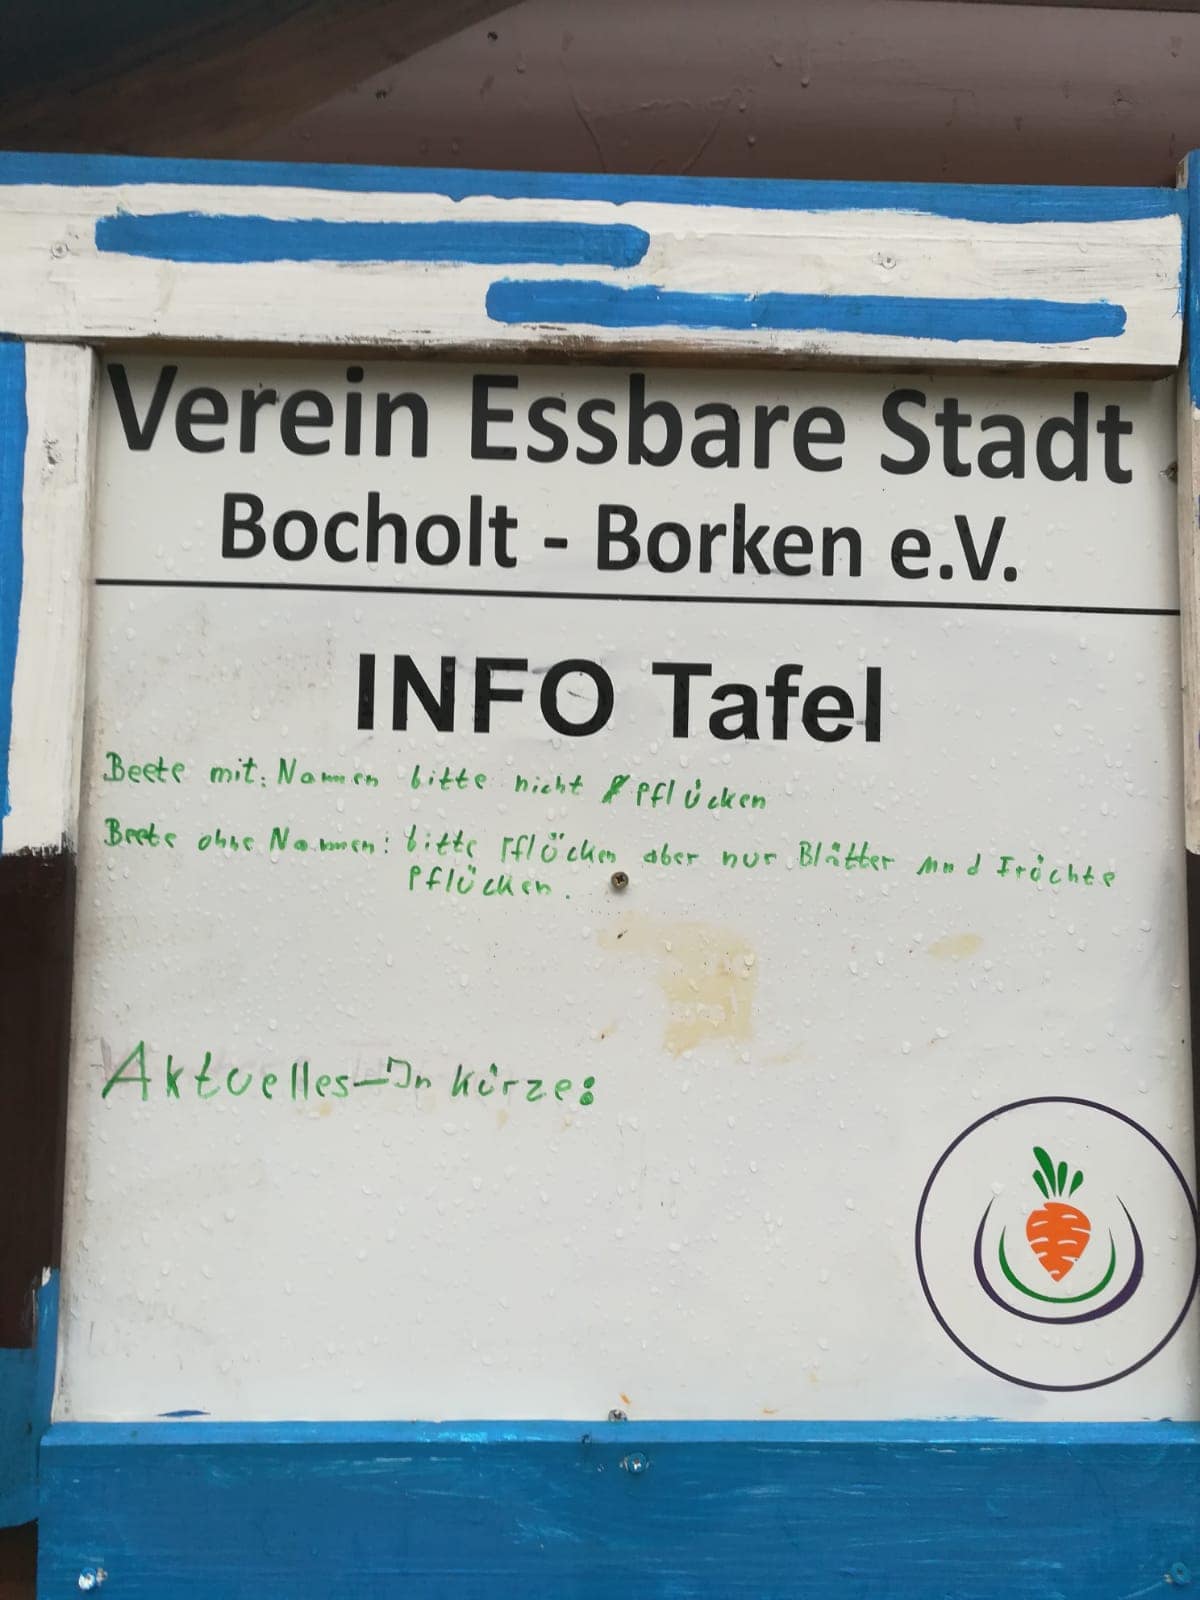 Verein Essbare Stadt
Bocholt - Borken e.V.
INFO Tafel
Beete mit: Namen bitte nicht pflücken
Beete ohne Namen: bitte Pflücken aber nur Blätter und Früchte
Pflücken.
Aktuelles-In kürze: